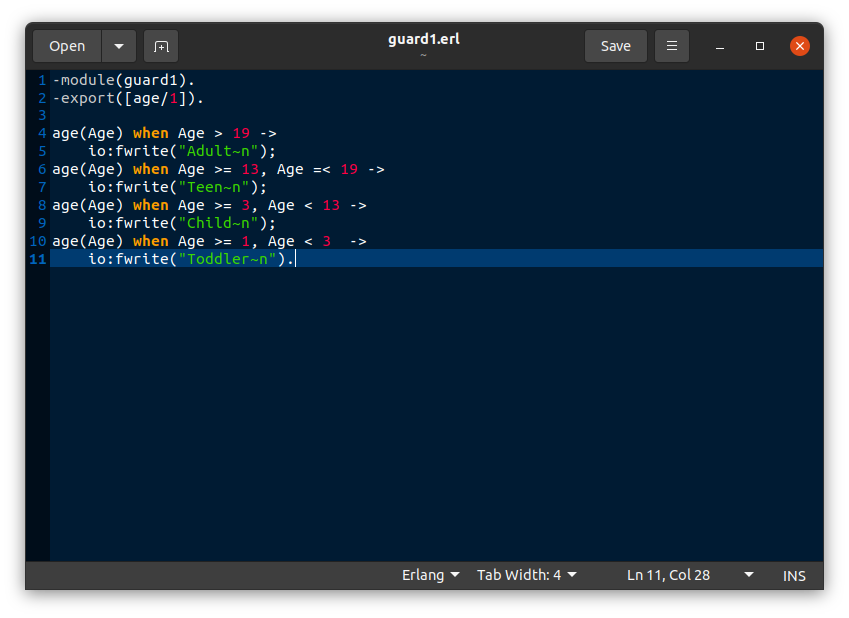 Open
guard1.erl
~
Save
1 -module(guard1).
2 -export([age/1]).
3
4 age(Age) when Age > 19 ->
5     io:fwrite("Adult~n");
6 age(Age) when Age >= 13, Age =< 19 ->
7     io:fwrite("Teen~n");
8 age(Age) when Age >= 3, Age < 13 ->
9     io:fwrite("Child~n");
10 age(Age) when Age >= 1, Age < 3  ->
11     io:fwrite("Toddler~n").
Erlang Tab Width: 4 Ln 11, Col 28 INS